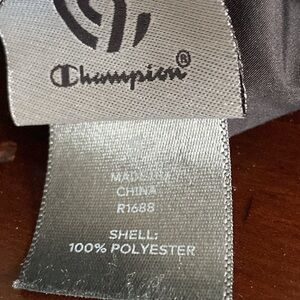 Champion®
MADE IN
CHINA
R1688
SHELL:
100% POLYESTER